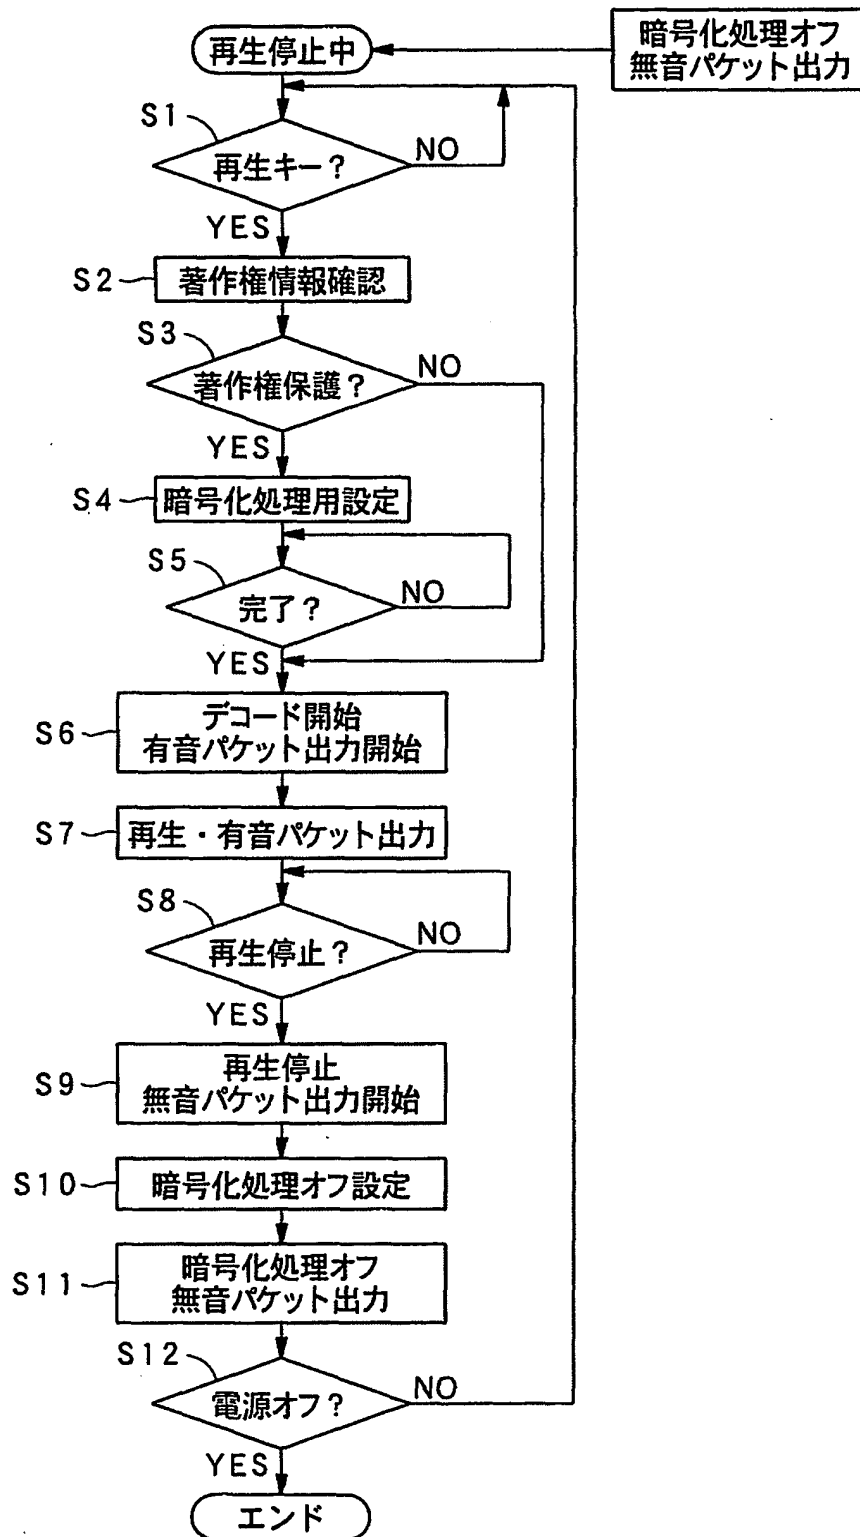 再生停止中
暗号化処理オフ
無音パケット出力
S1
再生キー?
NO
YES
S2
著作権情報確認
S3
著作権保護?
NO
YES
S4
暗号化処理用設定
S5
完了?
NO
YES
S6
デコード開始
有音パケット出力開始
S7
再生・有音パケット出力
S8
再生停止?
NO
YES
S9
再生停止
無音パケット出力開始
S10
暗号化処理オフ設定
S11
暗号化処理オフ
無音パケット出力
S12
電源オフ?
NO
YES
エンド